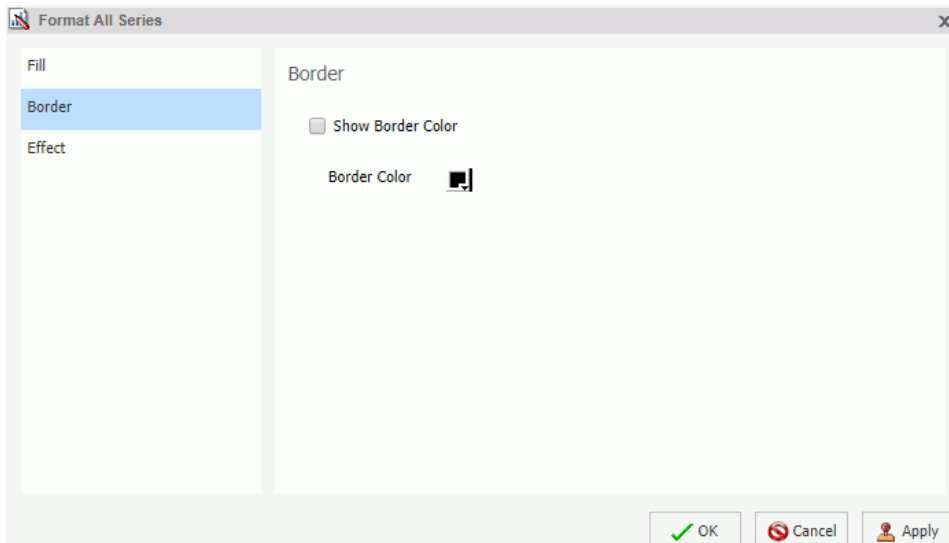 Format All Series
x
Fill
Border
Effect
Border
Show Border Color
Border Color
OK
Cancel
Apply